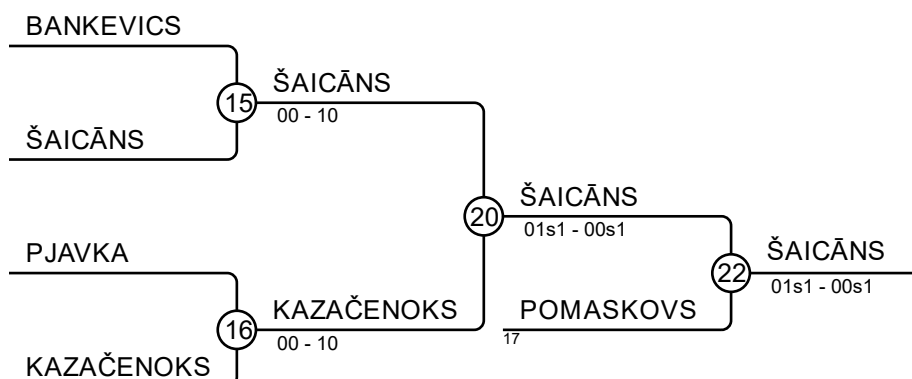 BANKEVICS
15
ŠAICĀNS
00 - 10
ŠAICĀNS
20
ŠAICĀNS
01s1 - 00s1
PJAVKA
22
ŠAICĀNS
01s1 - 00s1
16
KAZAČENOKS
00 - 10
POMASKOVS
17
KAZAČENOKS